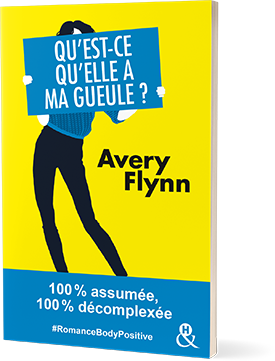 QU'EST-CE
QU'ELLE A
MA GUEULE ?
Avery
Flynn
100 % assumée,
100 % décomplexée
#RomanceBodyPositive
H
&